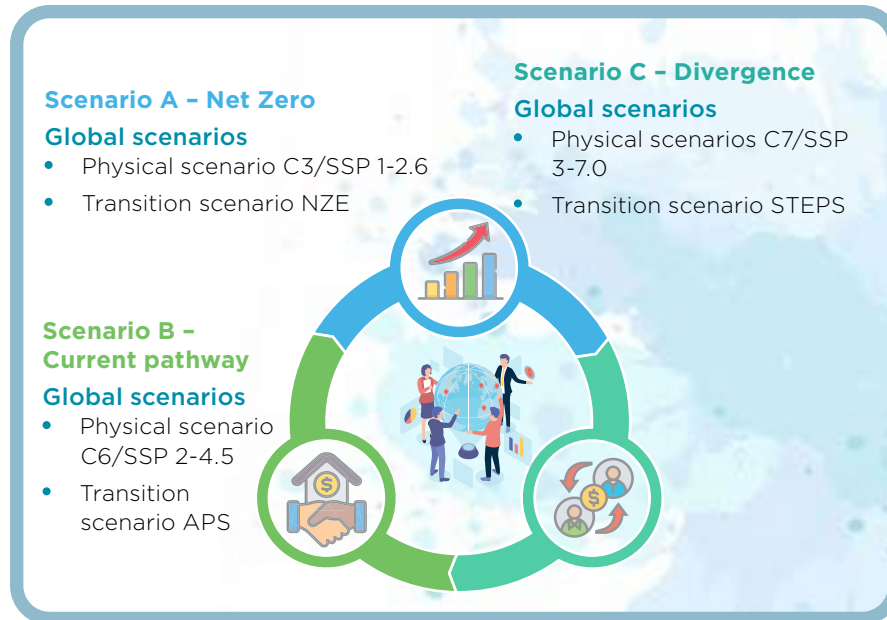 Scenario A – Net Zero
Global scenarios
• Physical scenario C3/SSP 1-2.6
• Transition scenario NZE
Scenario C – Divergence
Global scenarios
• Physical scenarios C7/SSP
3-7.0
• Transition scenario STEPS
Scenario B –
Current pathway
Global scenarios
• Physical scenario
C6/SSP 2-4.5
• Transition
scenario APS
$
$